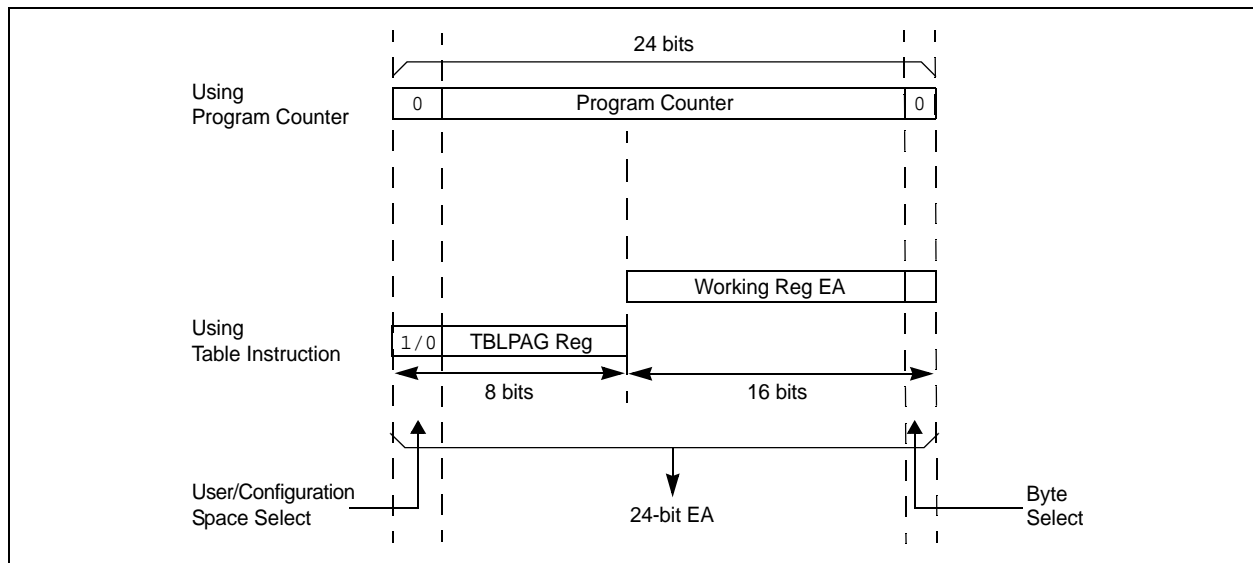 24 bits
Using
Program Counter
0
Program Counter
0
Working Reg EA
Using
Table Instruction
1/0
TBLPAG Reg
8 bits
16 bits
User/Configuration
Space Select
24-bit EA
Byte
Select